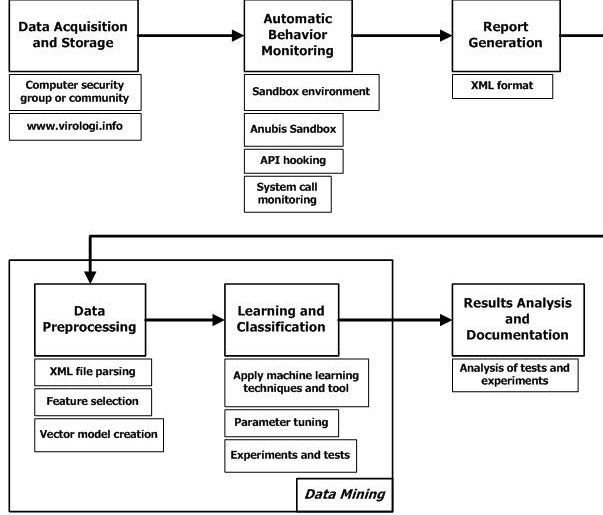 Data Acquisition
and Storage
Computer security
group or community
www.virologi.info
Automatic
Behavior
Monitoring
Sandbox environment
Anubis Sandbox
API hooking
System call
monitoring
Report
Generation
XML format
Data
Preprocessing
XML file parsing
Feature selection
Vector model creation
Learning and
Classification
Apply machine learning
techniques and tool
Parameter tuning
Experiments and tests
Data Mining
Results Analysis
and
Documentation
Analysis of tests and
experiments